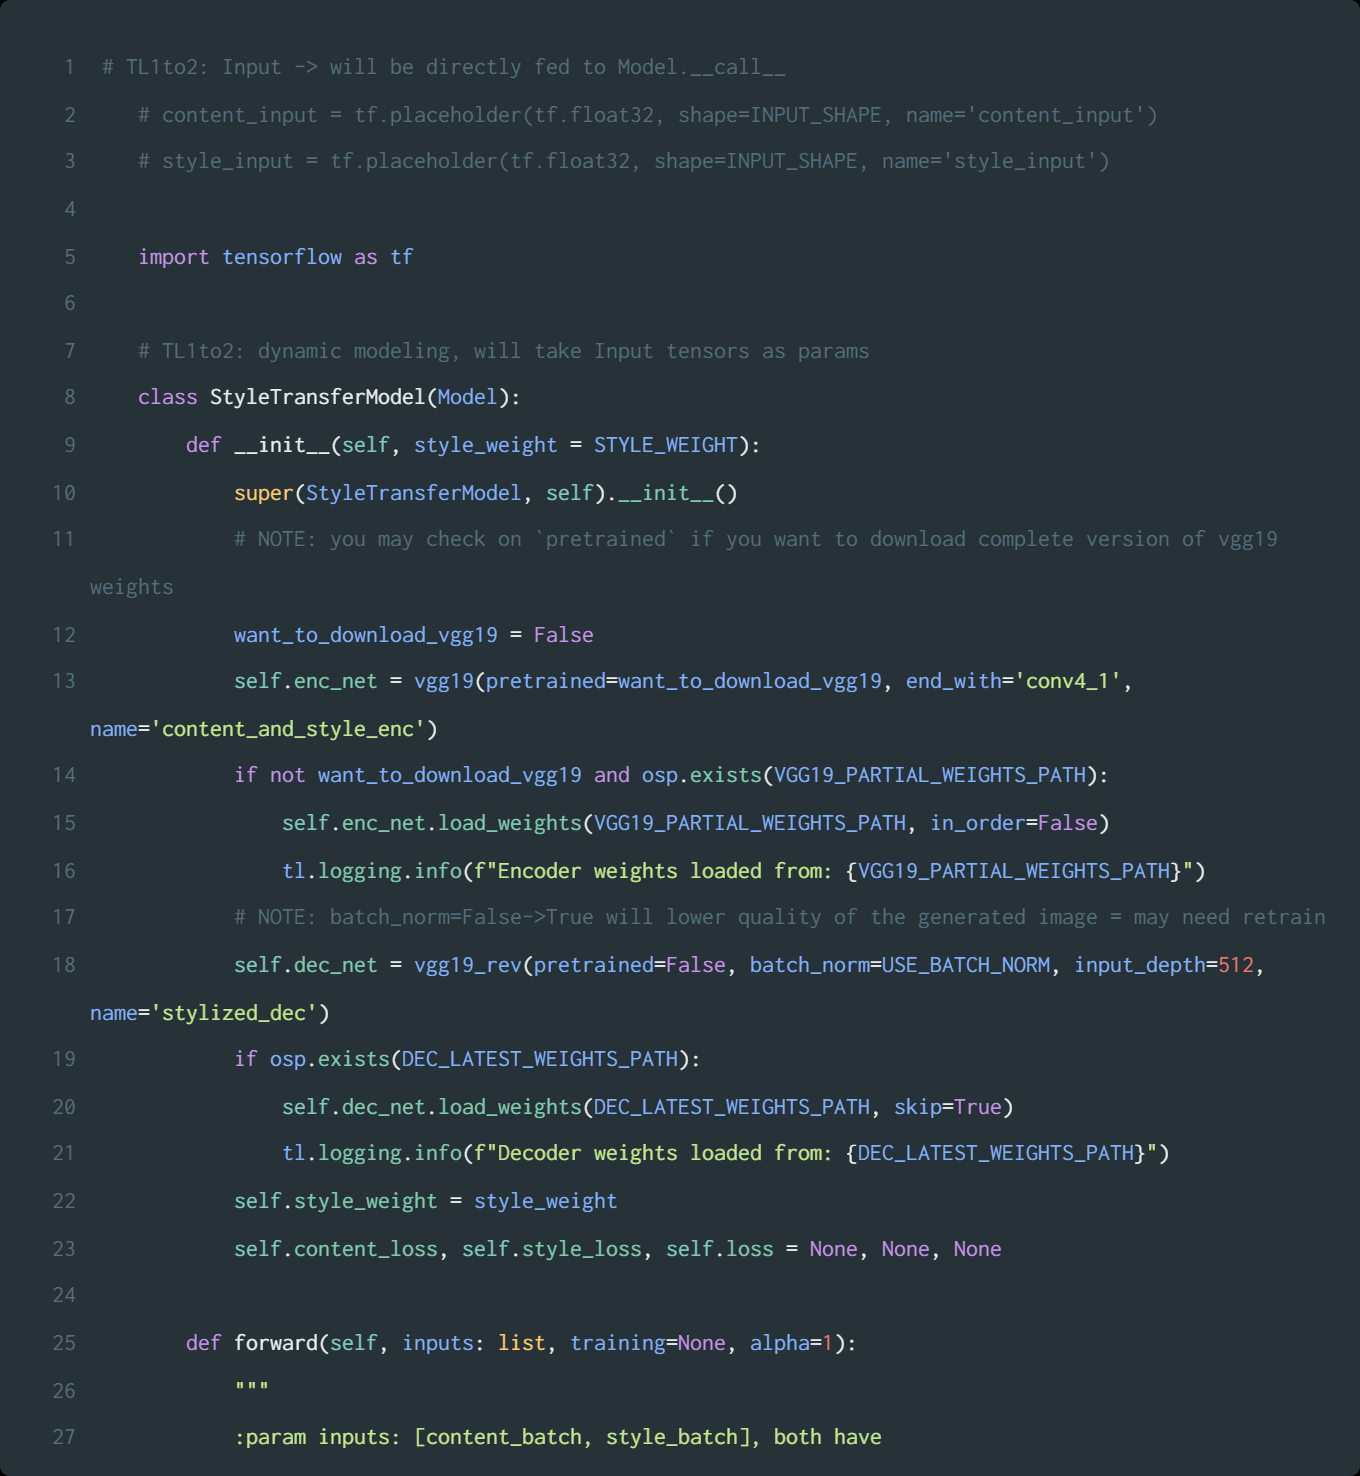 1 # TL1to2: Input -> will be directly fed to Model.__call__
2 # content_input = tf.placeholder(tf.float32, shape=INPUT_SHAPE, name='content_input')
3 # style_input = tf.placeholder(tf.float32, shape=INPUT_SHAPE, name='style_input')
4
5 import tensorflow as tf
6
7 # TL1to2: dynamic modeling, will take Input tensors as params
8 class StyleTransferModel(Model):
9 def __init__(self, style_weight = STYLE_WEIGHT):
10 super(StyleTransferModel, self).__init__()
11 # NOTE: you may check on `pretrained` if you want to download complete version of vgg19
weights
12 want_to_download_vgg19 = False
13 self.enc_net = vgg19(pretrained=want_to_download_vgg19, end_with='conv4_1',
name='content_and_style_enc')
14 if not want_to_download_vgg19 and osp.exists(VGG19_PARTIAL_WEIGHTS_PATH):
15 self.enc_net.load_weights(VGG19_PARTIAL_WEIGHTS_PATH, in_order=False)
16 tl.logging.info(f"Encoder weights loaded from: {VGG19_PARTIAL_WEIGHTS_PATH}")
17 # NOTE: batch_norm=False->True will lower quality of the generated image = may need retrain
18 self.dec_net = vgg19_rev(pretrained=False, batch_norm=USE_BATCH_NORM, input_depth=512,
name='stylized_dec')
19 if osp.exists(DEC_LATEST_WEIGHTS_PATH):
20 self.dec_net.load_weights(DEC_LATEST_WEIGHTS_PATH, skip=True)
21 tl.logging.info(f"Decoder weights loaded from: {DEC_LATEST_WEIGHTS_PATH}")
22 self.style_weight = style_weight
23 self.content_loss, self.style_loss, self.loss = None, None, None
24
25 def forward(self, inputs: list, training=None, alpha=1):
26 """
27 :param inputs: [content_batch, style_batch], both have